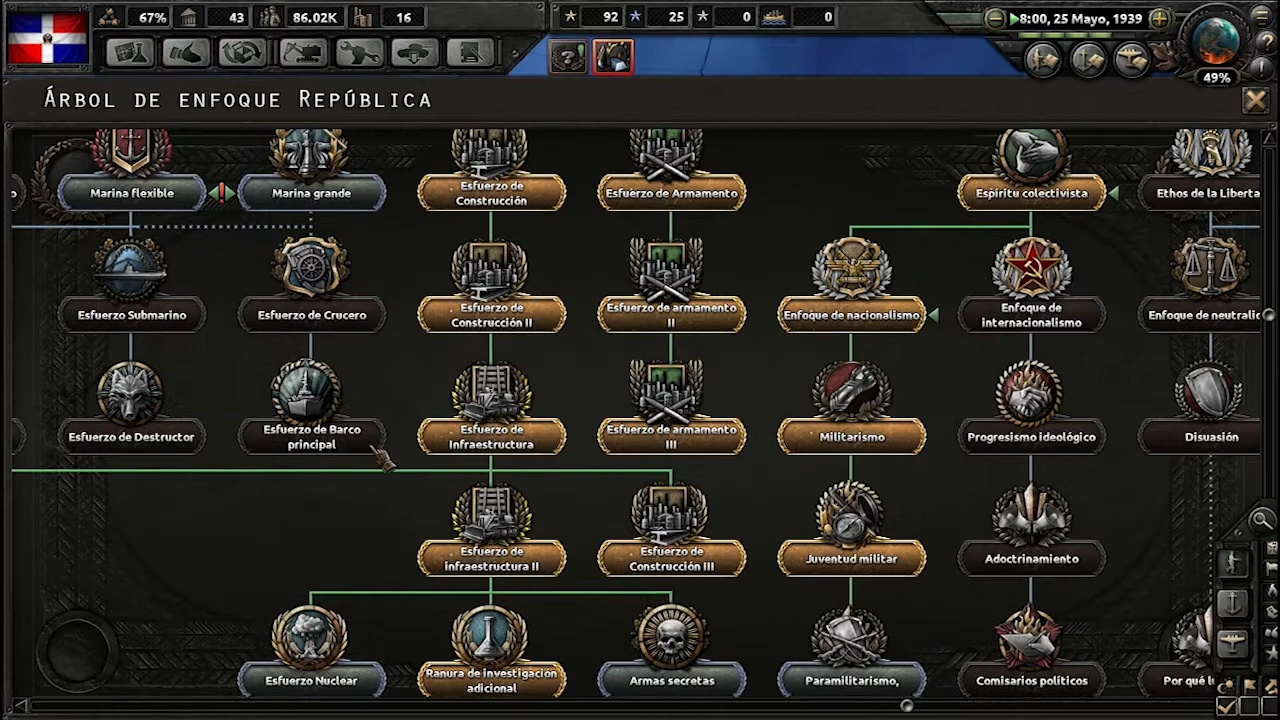 67% 43 86.02K 16 92 25 0 0 8:00, 25 Mayo, 1939
49%
Árbol de enfoque República
Marina flexible
Marina grande
Esfuerzo de
Construcción
Esfuerzo de Armamento
Espíritu colectivista
Ethos de la Liberta
Esfuerzo Submarino
Esfuerzo de Crucero
Esfuerzo de
Construcción II
Esfuerzo de armamento
II
Enfoque de nacionalismo
Enfoque de
internacionalismo
Enfoque de neutralic
Esfuerzo de Destructor
Esfuerzo de Barco
principal
Esfuerzo de
Infraestructura
Esfuerzo de armamento
III
Militarismo
Progresismo ideológico
Disuasión
Esfuerzo de
infraestructura II
Esfuerzo de
Construcción III
Juventud militar
Adoctrinamiento
Esfuerzo Nuclear
Ranura de investigación
adicional
Armas secretas
Paramilitarismo,
Comisarios políticos
Por qué lu